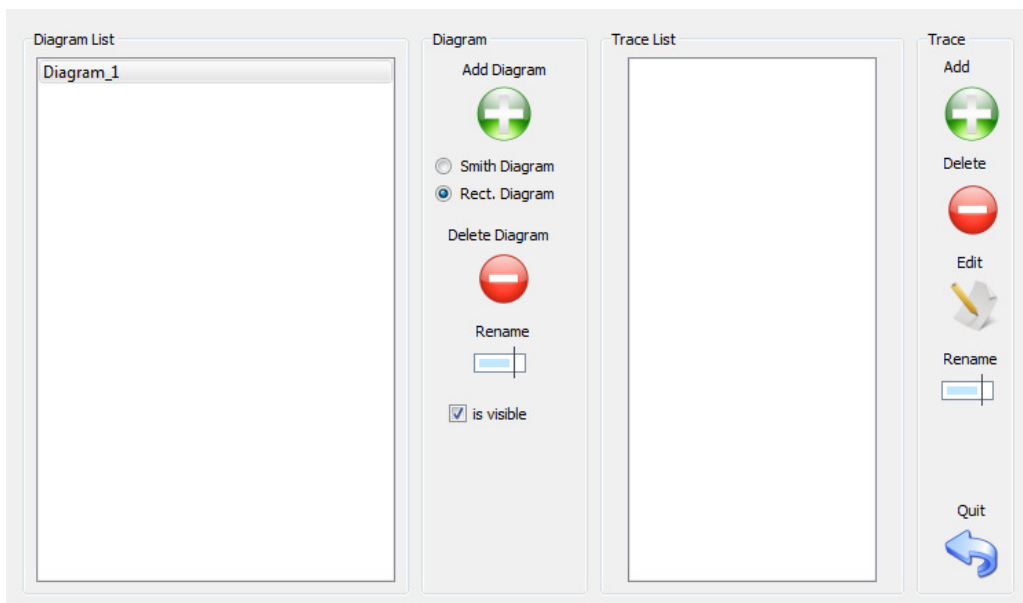 Diagram List
Diagram_1
Diagram
Add Diagram
Smith Diagram
Rect. Diagram
Delete Diagram
Rename
is visible
Trace List
Trace
Add
Delete
Edit
Rename
Quit